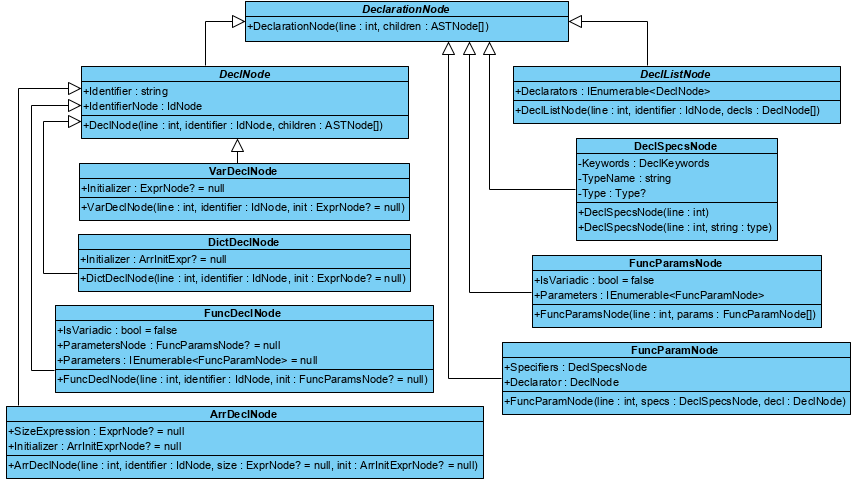 DeclarationNode
+DeclarationNode(line : int, children : ASTNode[])
DeclNode
+Identifier : string
+IdentifierNode : IdNode
+DeclNode(line : int, identifier : IdNode, children : ASTNode[])
DeclListNode
+Declarators : IEnumerable<DeclNode>
+DeclListNode(line : int, identifier : IdNode, decls : DeclNode[])
DeclSpecsNode
-Keywords : DeclKeywords
-TypeName : string
-Type : Type?
+DeclSpecsNode(line : int)
+DeclSpecsNode(line : int, string : type)
VarDeclNode
+Initializer : ExprNode? = null
+VarDeclNode(line : int, identifier : IdNode, init : ExprNode? = null)
DictDeclNode
+Initializer : ArrInitExpr? = null
+DictDeclNode(line : int, identifier : IdNode, init : ExprNode? = null)
FuncParamsNode
+IsVariadic : bool = false
+Parameters : IEnumerable<FuncParamNode>
+FuncParamsNode(line : int, params : FuncParamNode[])
FuncDeclNode
+IsVariadic : bool = false
+ParametersNode : FuncParamsNode? = null
+Parameters : IEnumerable<FuncParamNode> = null
+FuncDeclNode(line : int, identifier : IdNode, init : FuncParamsNode? = null)
FuncParamNode
+Specifiers : DeclSpecsNode
+Declarator : DeclNode
+FuncParamNode(line : int, specs : DeclSpecsNode, decl : DeclNode)
ArrDeclNode
+SizeExpression : ExprNode? = null
+Initializer : ArrInitExprNode? = null
+ArrDeclNode(line : int, identifier : IdNode, size : ExprNode? = null, init : ArrInitExprNode? = null)